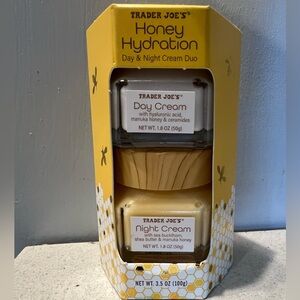 TRADER JOE'S®
Honey
Hydration
Day & Night Cream Duo
TRADER JOE'S®
Day Cream
with hyaluronic acid,
manuka honey & ceramides
NET WT. 1.8 OZ (50g)
TRADER JOE'S®
Night Cream
with sea buckthorn,
shea butter & manuka honey
NET WT. 1.8 OZ (50g)
NET WT. 3.5 OZ (100g)